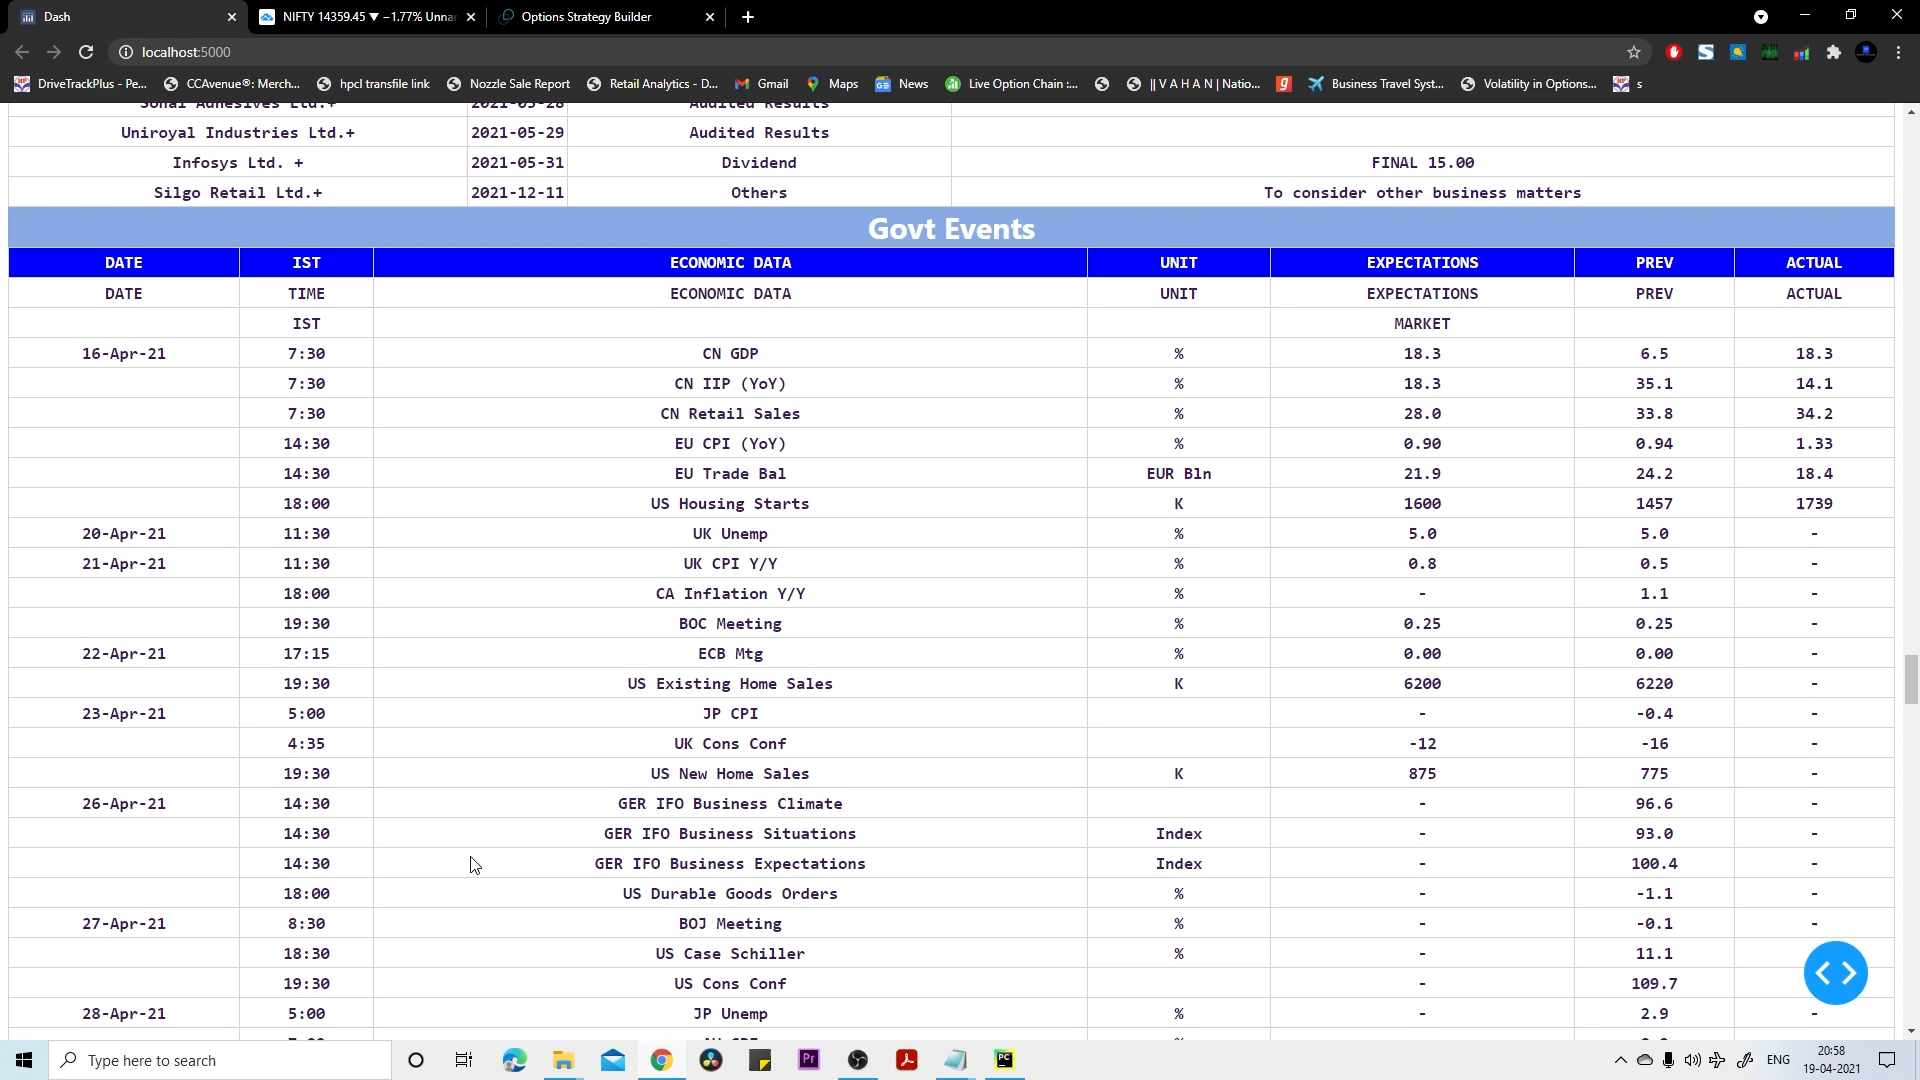 Dash
NIFTY 14359.45 ▼ −1.77% Unnar
Options Strategy Builder
localhost:5000
DriveTrackPlus - Pe...
CCAvenue®: Merch...
hpcl transfile link
Nozzle Sale Report
Retail Analytics - D...
Gmail
Maps
News
Live Option Chain :...
|| V A H A N | Natio...
Business Travel Syst...
Volatility in Options...
s
Sonal Adhesives Ltd.+ 2021-05-28 Audited Results
Uniroyal Industries Ltd.+ 2021-05-29 Audited Results
Infosys Ltd. + 2021-05-31 Dividend FINAL 15.00
Silgo Retail Ltd.+ 2021-12-11 Others To consider other business matters
Govt Events
DATE IST ECONOMIC DATA UNIT EXPECTATIONS PREV ACTUAL
DATE TIME ECONOMIC DATA UNIT EXPECTATIONS PREV ACTUAL
IST MARKET
16-Apr-21 7:30 CN GDP % 18.3 6.5 18.3
7:30 CN IIP (YoY) % 18.3 35.1 14.1
7:30 CN Retail Sales % 28.0 33.8 34.2
14:30 EU CPI (YoY) % 0.90 0.94 1.33
14:30 EU Trade Bal EUR Bln 21.9 24.2 18.4
18:00 US Housing Starts K 1600 1457 1739
20-Apr-21 11:30 UK Unemp % 5.0 5.0 -
21-Apr-21 11:30 UK CPI Y/Y % 0.8 0.5 -
18:00 CA Inflation Y/Y % - 1.1 -
19:30 BOC Meeting % 0.25 0.25 -
22-Apr-21 17:15 ECB Mtg % 0.00 0.00 -
19:30 US Existing Home Sales K 6200 6220 -
23-Apr-21 5:00 JP CPI - -0.4 -
4:35 UK Cons Conf -12 -16 -
19:30 US New Home Sales K 875 775 -
26-Apr-21 14:30 GER IFO Business Climate - 96.6 -
14:30 GER IFO Business Situations Index - 93.0 -
14:30 GER IFO Business Expectations Index - 100.4 -
18:00 US Durable Goods Orders % - -1.1 -
27-Apr-21 8:30 BOJ Meeting % - -0.1 -
18:30 US Case Schiller % - 11.1
19:30 US Cons Conf - 109.7
28-Apr-21 5:00 JP Unemp % - 2.9 -
Type here to search
Pr
PC
ENG
20:58
19-04-2021